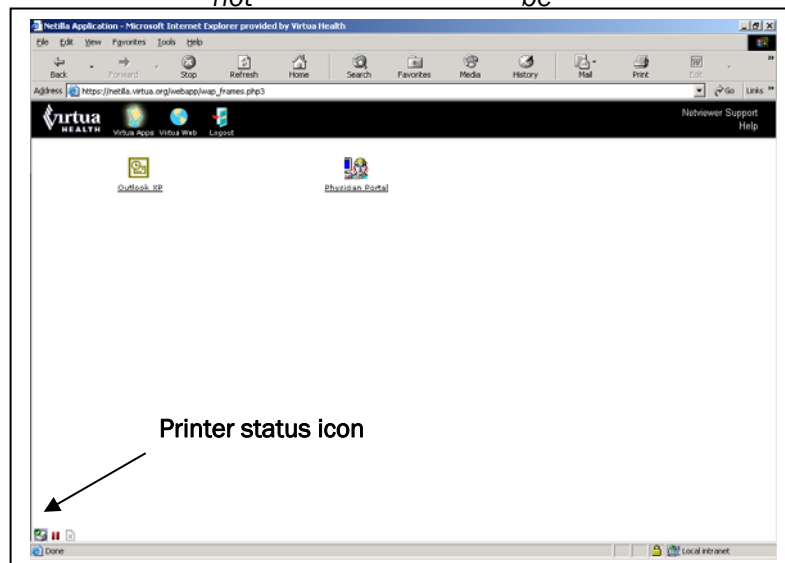 not be
Netilla Application - Microsoft Internet Explorer provided by Virtua Health
File Edit View Favorites Tools Help
Back Forward Stop Refresh Home Search Favorites Media History Mail Print Edit
Address https://netilla.virtua.org/webapp/wap_frames.php3 Go Links
Virtua
HEALTH
Virtua Apps Virtua Web Logout
Netviewer Support
Help
Outlook XP Physician Portal
Printer status icon
Done Local intranet